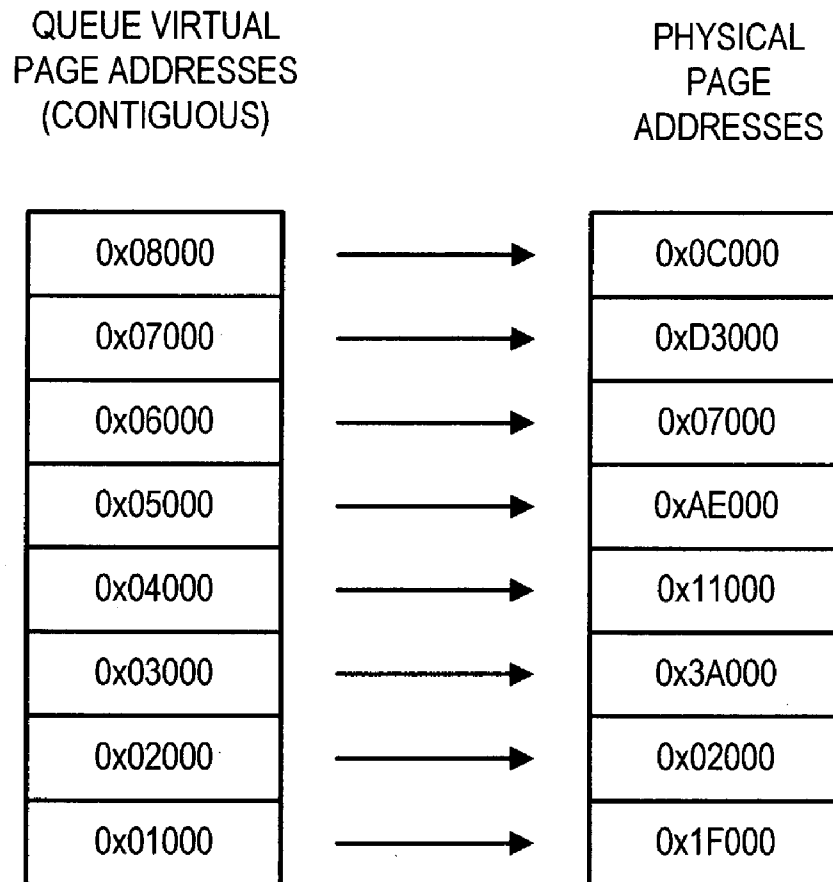 QUEUE VIRTUAL
PAGE ADDRESSES
(CONTIGUOUS)
PHYSICAL
PAGE
ADDRESSES
0x08000 0x0C000
0x07000 0xD3000
0x06000 0x07000
0x05000 0xAE000
0x04000 0x11000
0x03000 0x3A000
0x02000 0x02000
0x01000 0x1F000